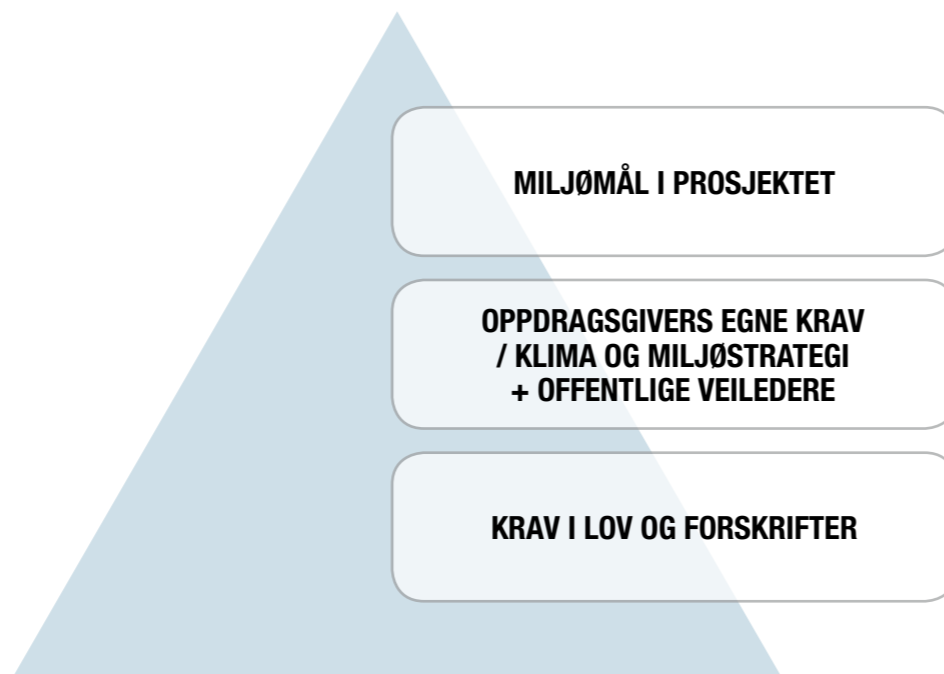 MILJØMÅL I PROSJEKTET
OPPDRAGSGIVERS EGNE KRAV
/ KLIMA OG MILJØSTRATEGI
+ OFFENTLIGE VEILEDERE
KRAV I LOV OG FORSKRIFTER